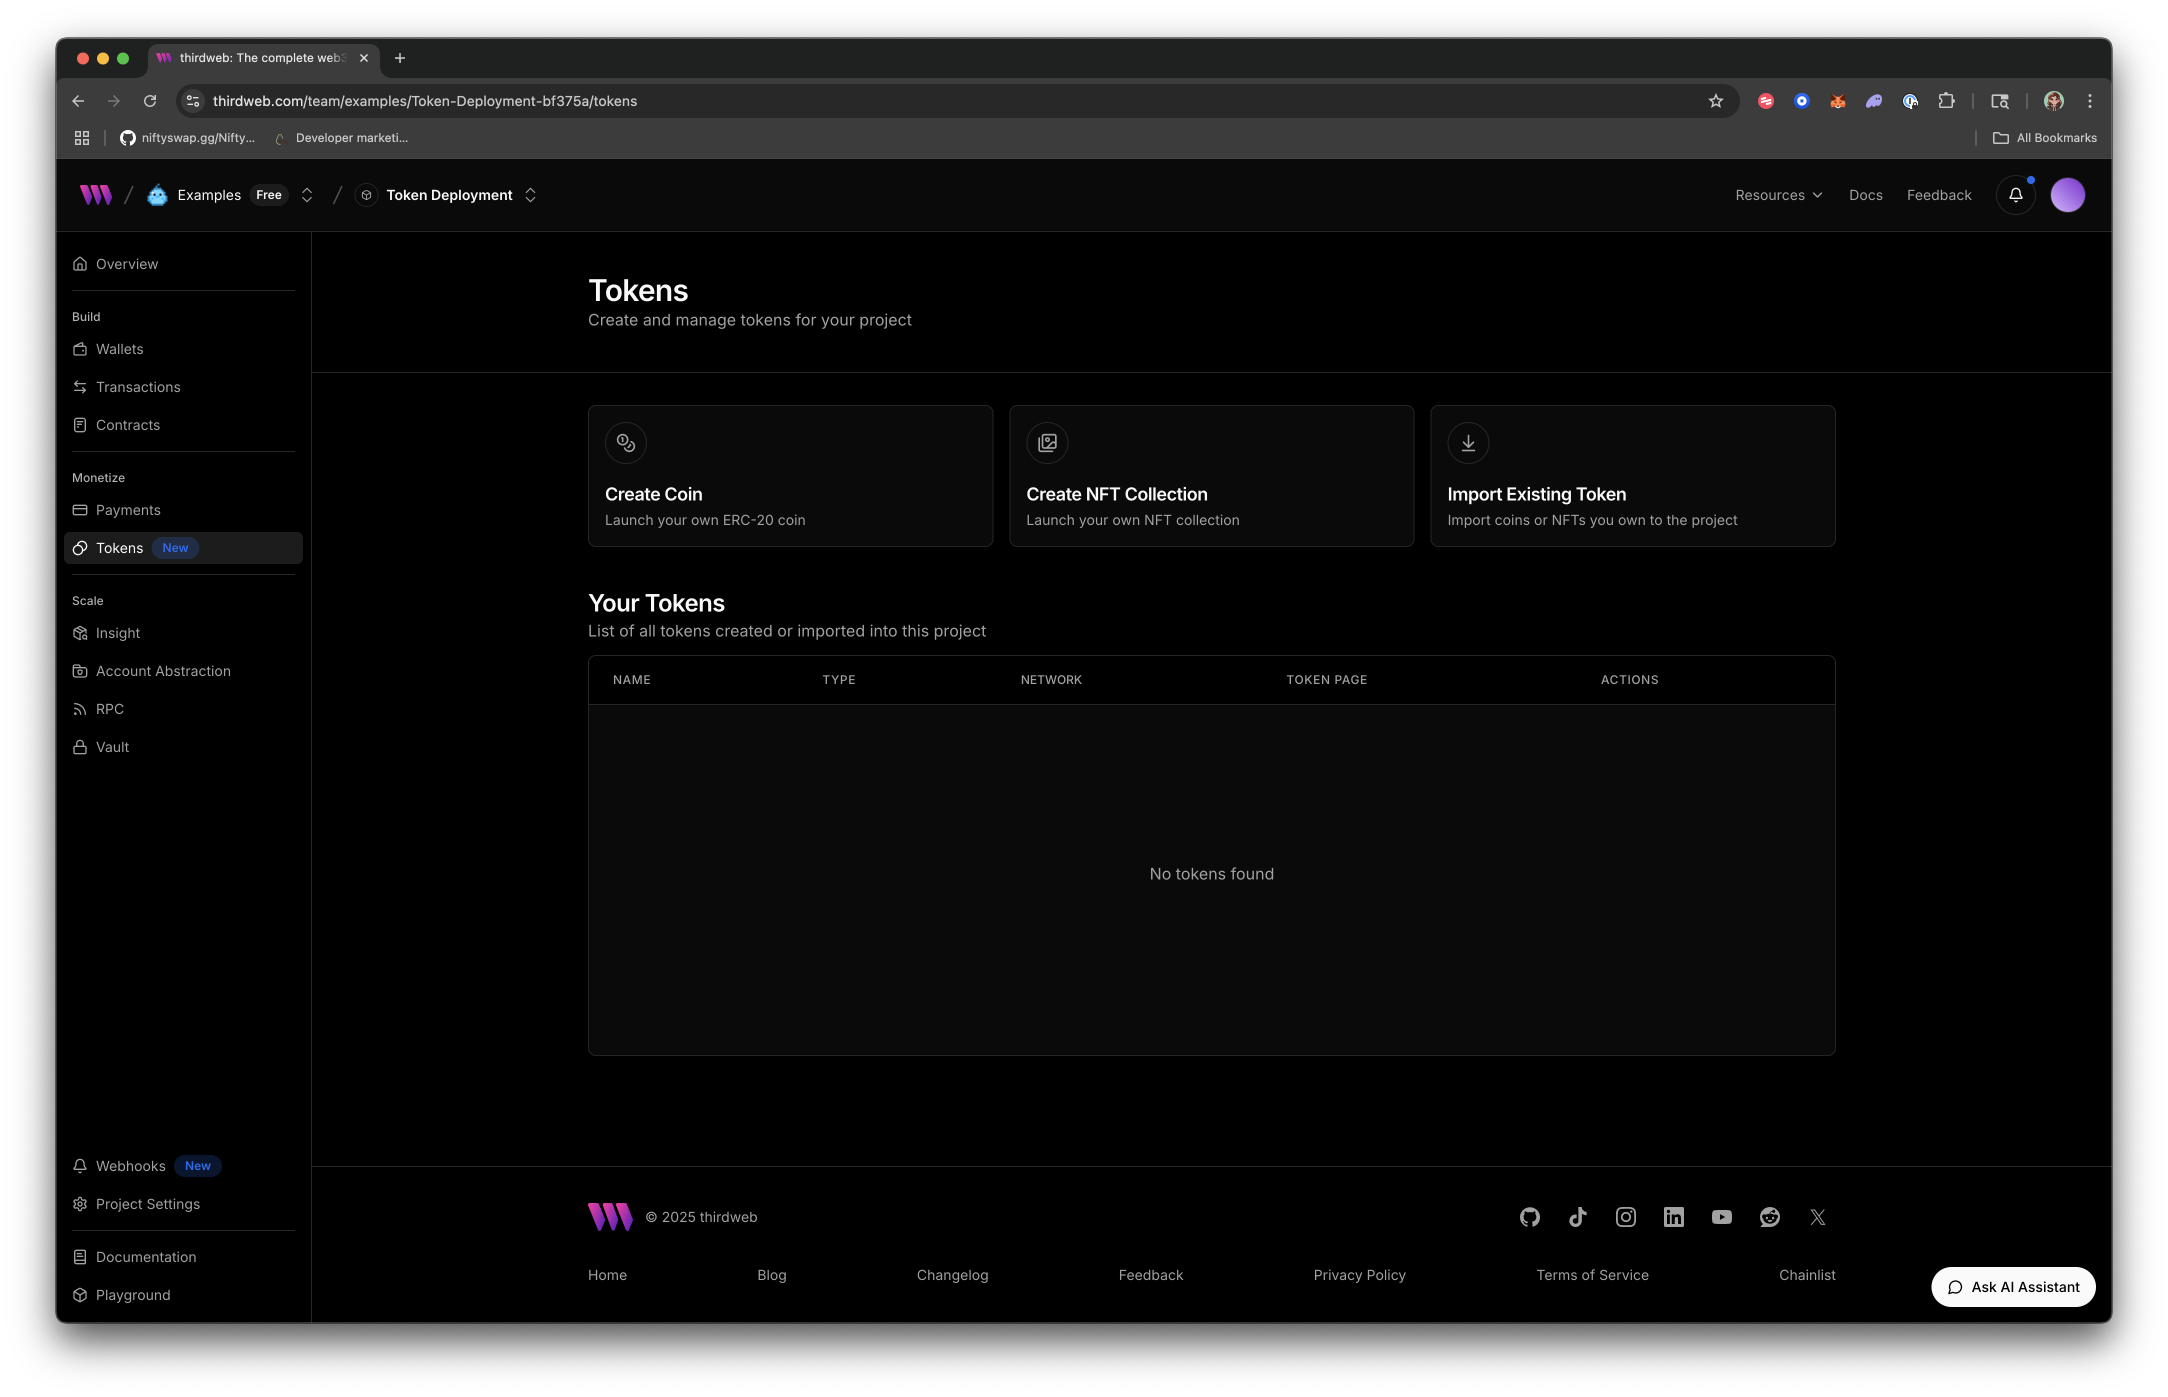 thirdweb: The complete web3
thirdweb.com/team/examples/Token-Deployment-bf375a/tokens
niftyswap.gg/Nifty...
Developer marketi...
All Bookmarks
Examples Free
Token Deployment
Resources
Docs
Feedback
Overview
Build
Wallets
Transactions
Contracts
Monetize
Payments
Tokens New
Scale
Insight
Account Abstraction
RPC
Vault
Webhooks New
Project Settings
Documentation
Playground
Tokens
Create and manage tokens for your project
Create Coin
Launch your own ERC-20 coin
Create NFT Collection
Launch your own NFT collection
Import Existing Token
Import coins or NFTs you own to the project
Your Tokens
List of all tokens created or imported into this project
NAME TYPE NETWORK TOKEN PAGE ACTIONS
No tokens found
© 2025 thirdweb
Home Blog Changelog Feedback Privacy Policy Terms of Service Chainlist
Ask AI Assistant